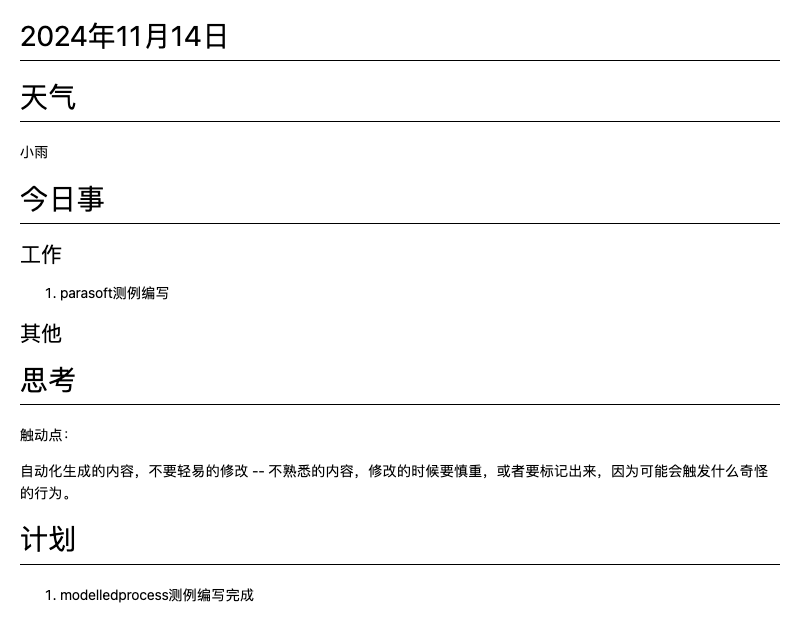 2024年11月14日
天气
小雨
今日事
工作
1. parasoft测例编写
其他
思考
触动点：
自动化生成的内容，不要轻易的修改 -- 不熟悉的内容，修改的时候要慎重，或者要标记出来，因为可能会触发什么奇怪
的行为。
计划
1. modelledprocess测例编写完成